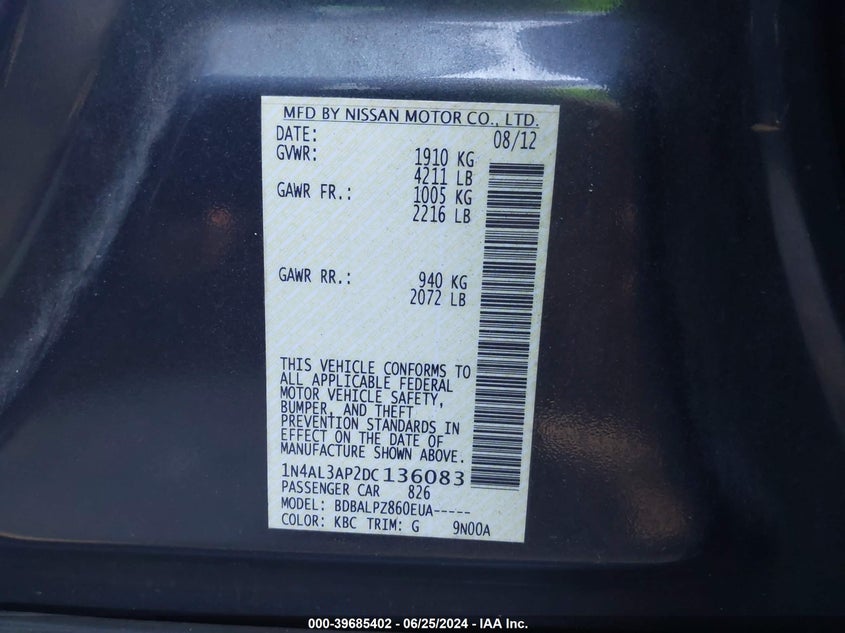 MFD BY NISSAN MOTOR CO., LTD.
DATE: 08/12
GVWR: 1910 KG
4211 LB
GAWR FR.: 1005 KG
2216 LB
GAWR RR.: 940 KG
2072 LB
THIS VEHICLE CONFORMS TO
ALL APPLICABLE FEDERAL
MOTOR VEHICLE SAFETY,
BUMPER, AND THEFT
PREVENTION STANDARDS IN
EFFECT ON THE DATE OF
MANUFACTURE SHOWN ABOVE.
1N4AL3AP2DC136083
PASSENGER CAR 826
MODEL: BDBALPZ860EUA-----
COLOR: KBC TRIM: G 9N00A
000-39685402 - 06/25/2024 - IAA Inc.